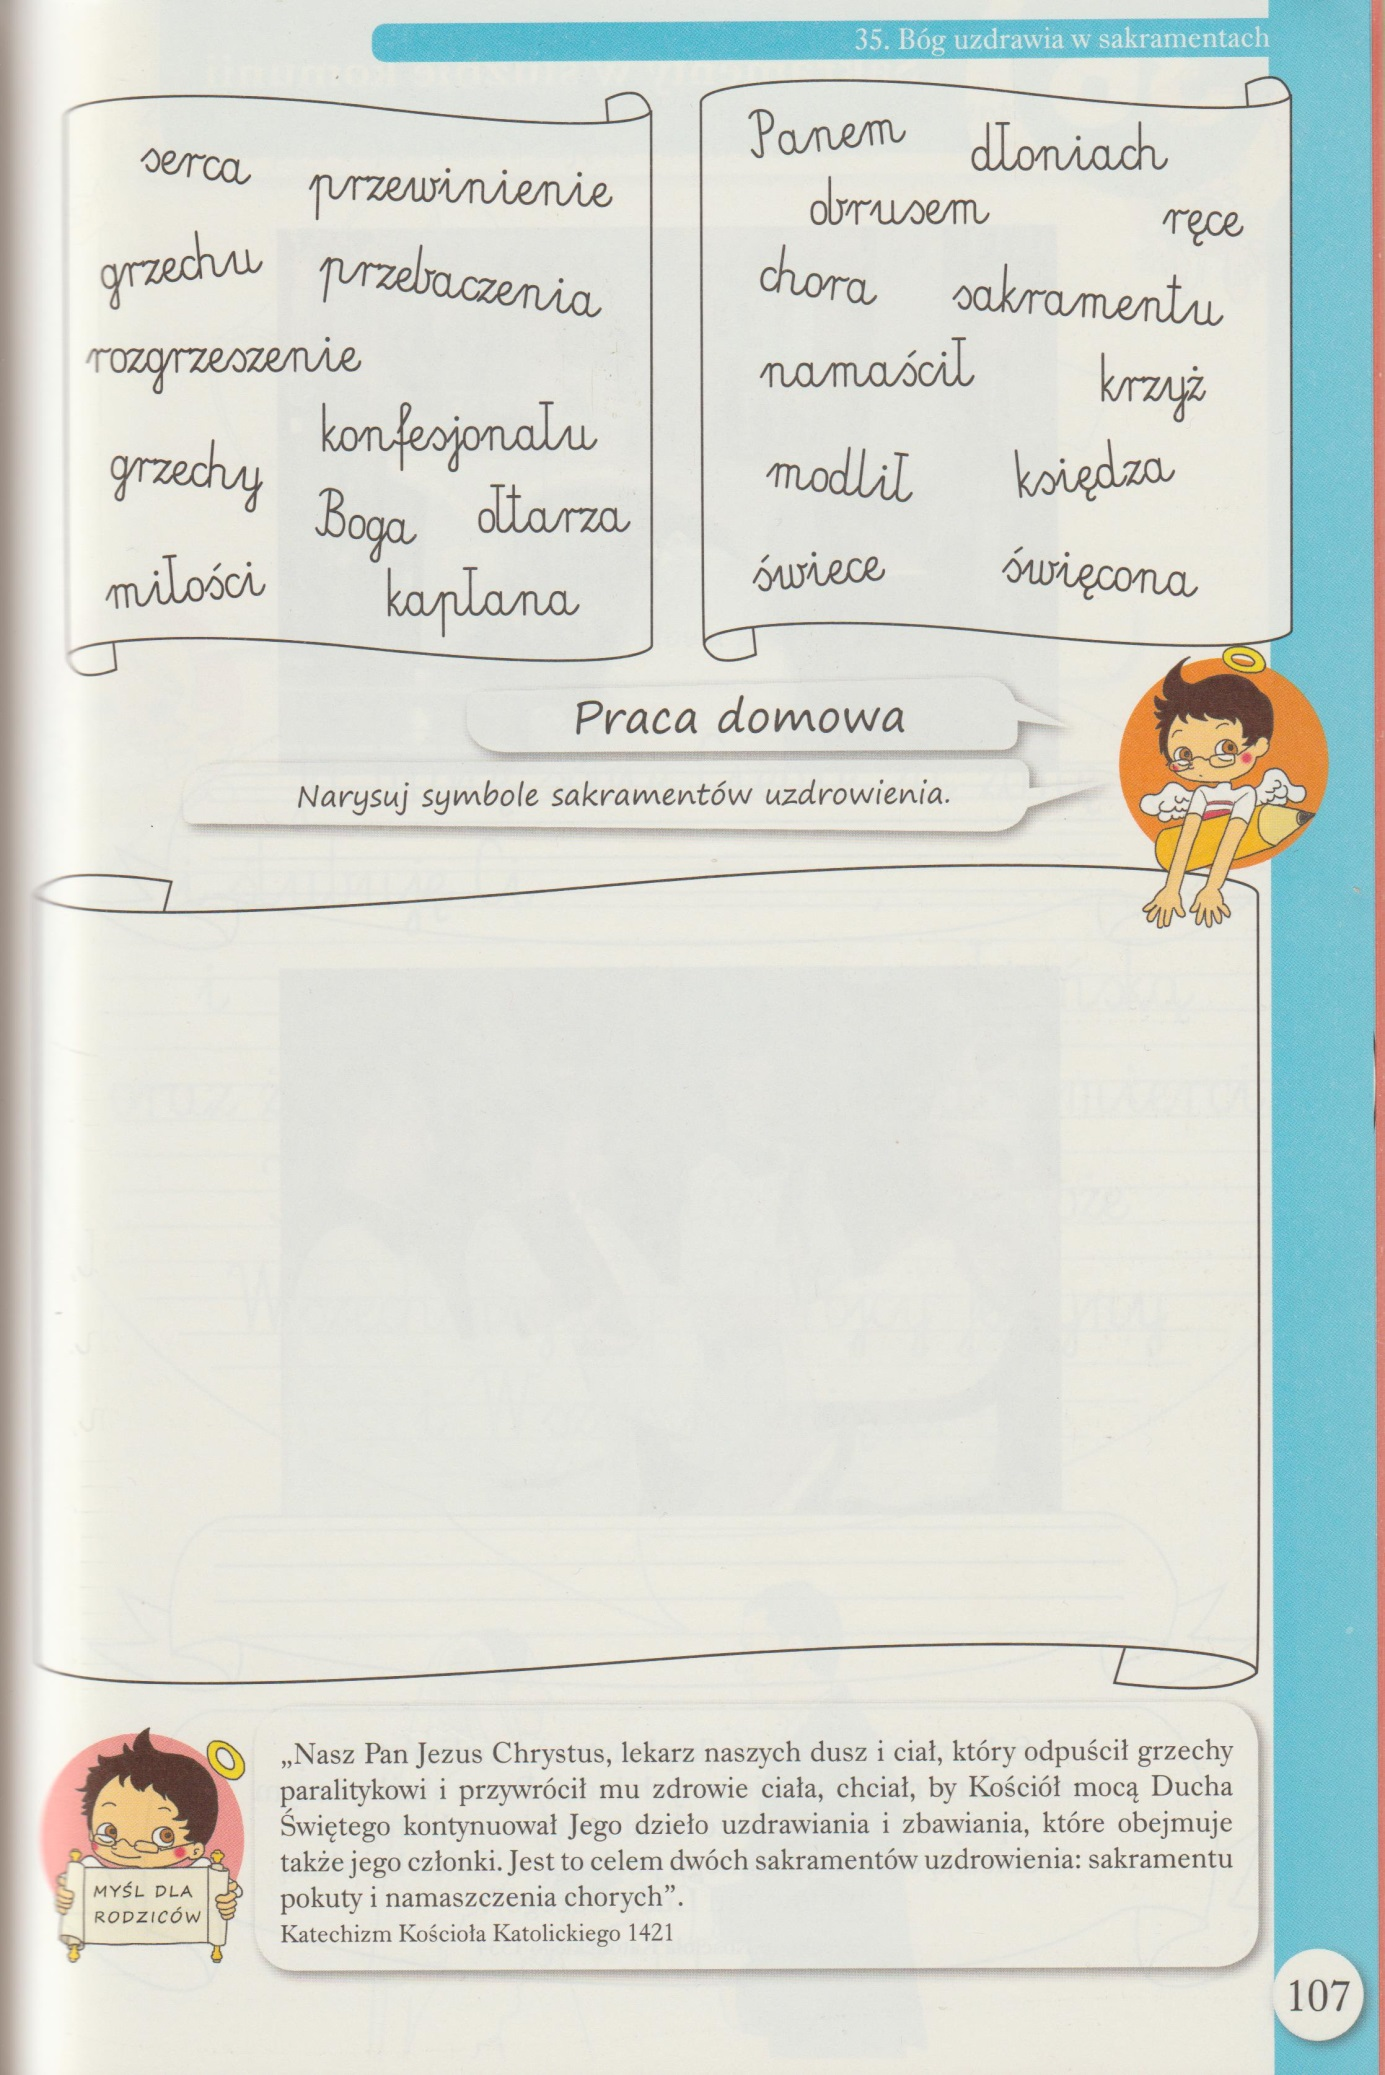 35. Bóg uzdrawia w sakramentach
serca
przewinienie
grzechu
przebaczenia
rozgrzeszenie
konfesjonału
grzechy
Boga
ołtarza
miłości
kapłana
Panem
dłoniach
obrusem
ręce
chora
sakramentu
namaścił
krzyż
modlił
księdza
świece
święcona
Praca domowa
Narysuj symbole sakramentów uzdrowienia.
„Nasz Pan Jezus Chrystus, lekarz naszych dusz i ciał, który odpuścił grzechy
paralitykowi i przywrócił mu zdrowie ciała, chciał, by Kościół mocą Ducha
Świętego kontynuował Jego dzieło uzdrawiania i zbawiania, które obejmuje
także jego członki. Jest to celem dwóch sakramentów uzdrowienia: sakramentu
pokuty i namaszczenia chorych”.
Katechizm Kościoła Katolickiego 1421
MYŚL DLA
RODZICÓW
107